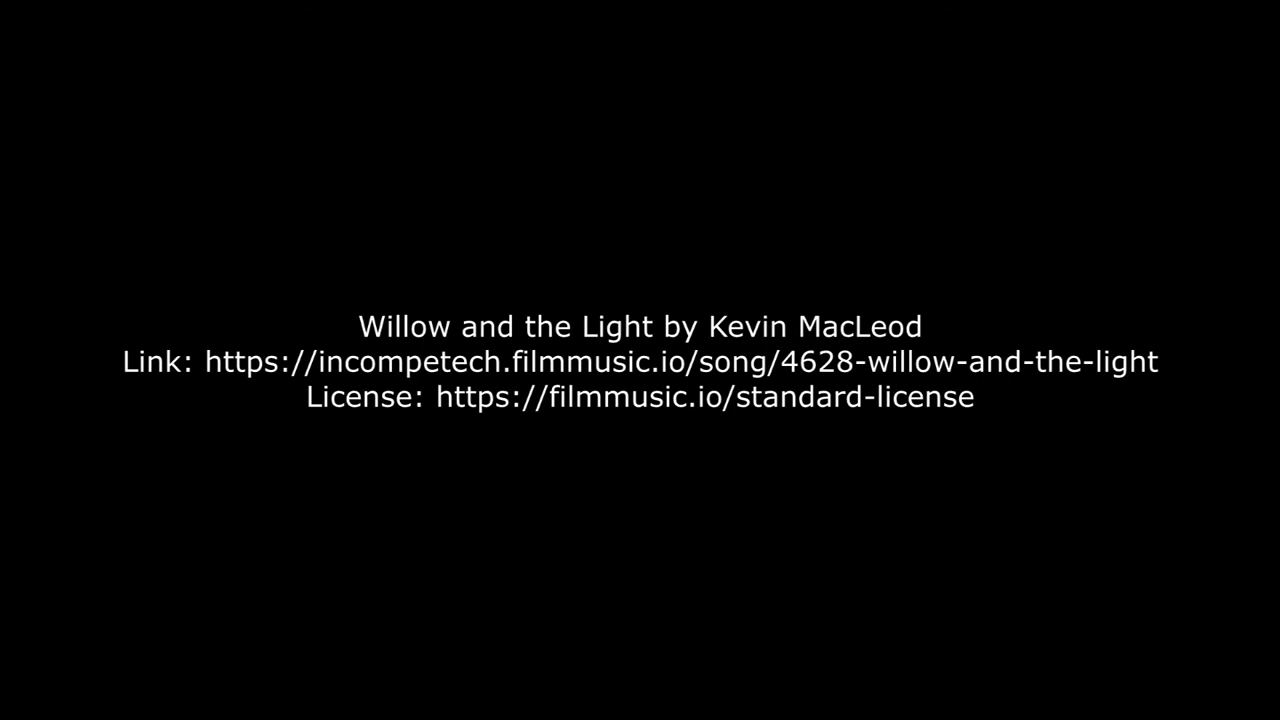 Willow and the Light by Kevin MacLeod
Link: https://incompetech.filmmusic.io/song/4628-willow-and-the-light
License: https://filmmusic.io/standard-license